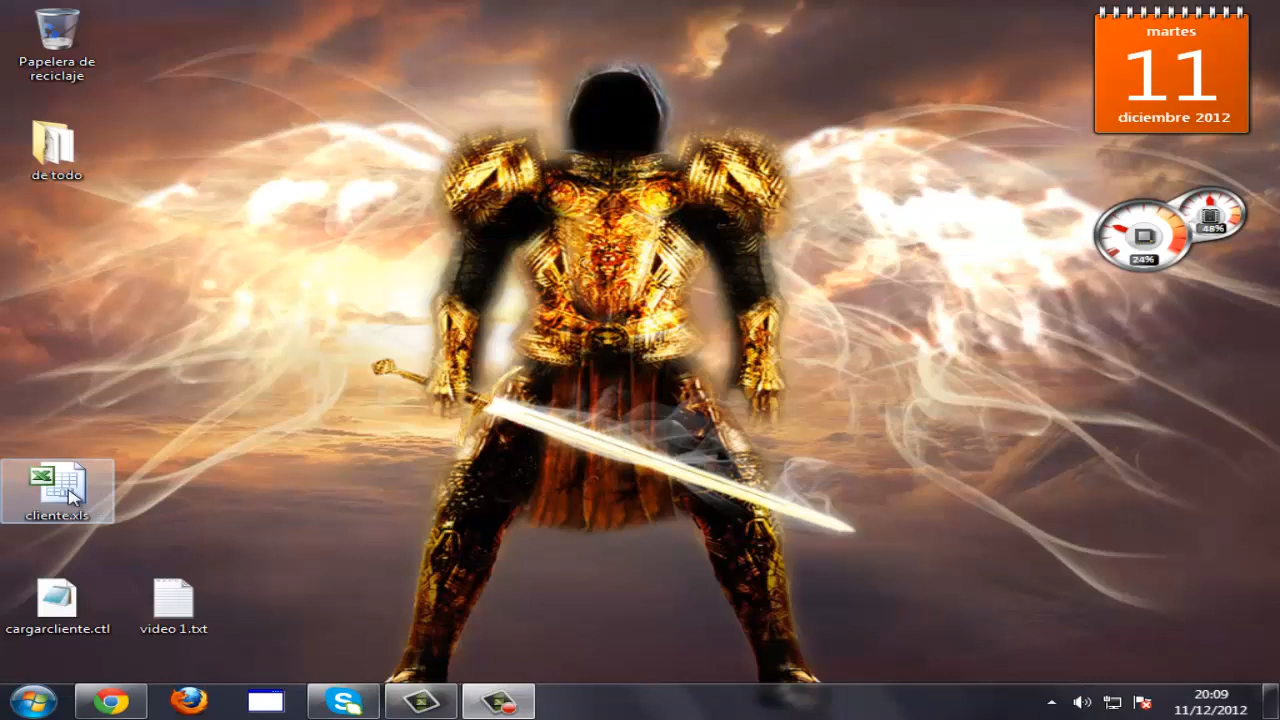 Papelera de
reciclaje
de todo
cliente.xls
cargarcliente.ctl
video 1.txt
martes
11
diciembre 2012
48%
24%
20:09
11/12/2012